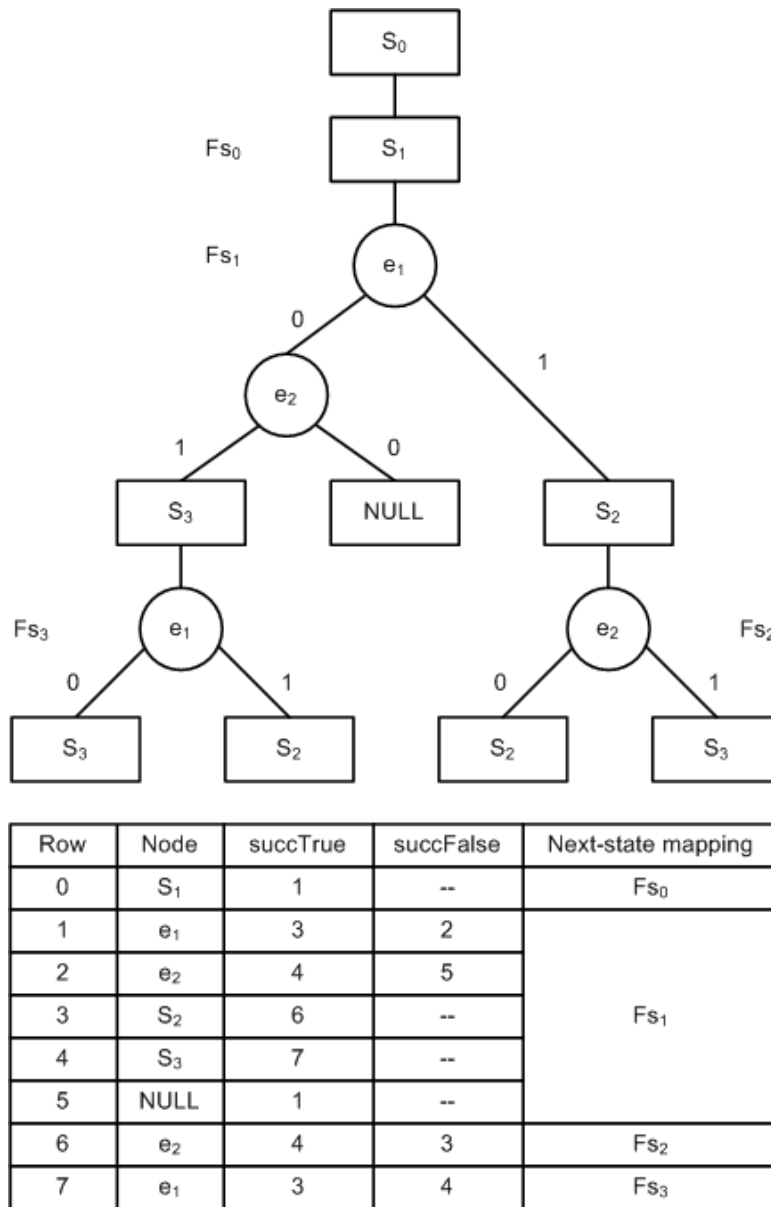 S₀
Fs₀ S₁
Fs₁ e₁
0
1
e₂
1 0
S₃ NULL S₂
Fs₃ e₁ e₂ Fs₂
0 1 0 1
S₃ S₂ S₂ S₃
Row Node succTrue succFalse Next-state mapping
0 S₁ 1 -- Fs₀
1 e₁ 3 2
2 e₂ 4 5
3 S₂ 6 -- Fs₁
4 S₃ 7 --
5 NULL 1 --
6 e₂ 4 3 Fs₂
7 e₁ 3 4 Fs₃